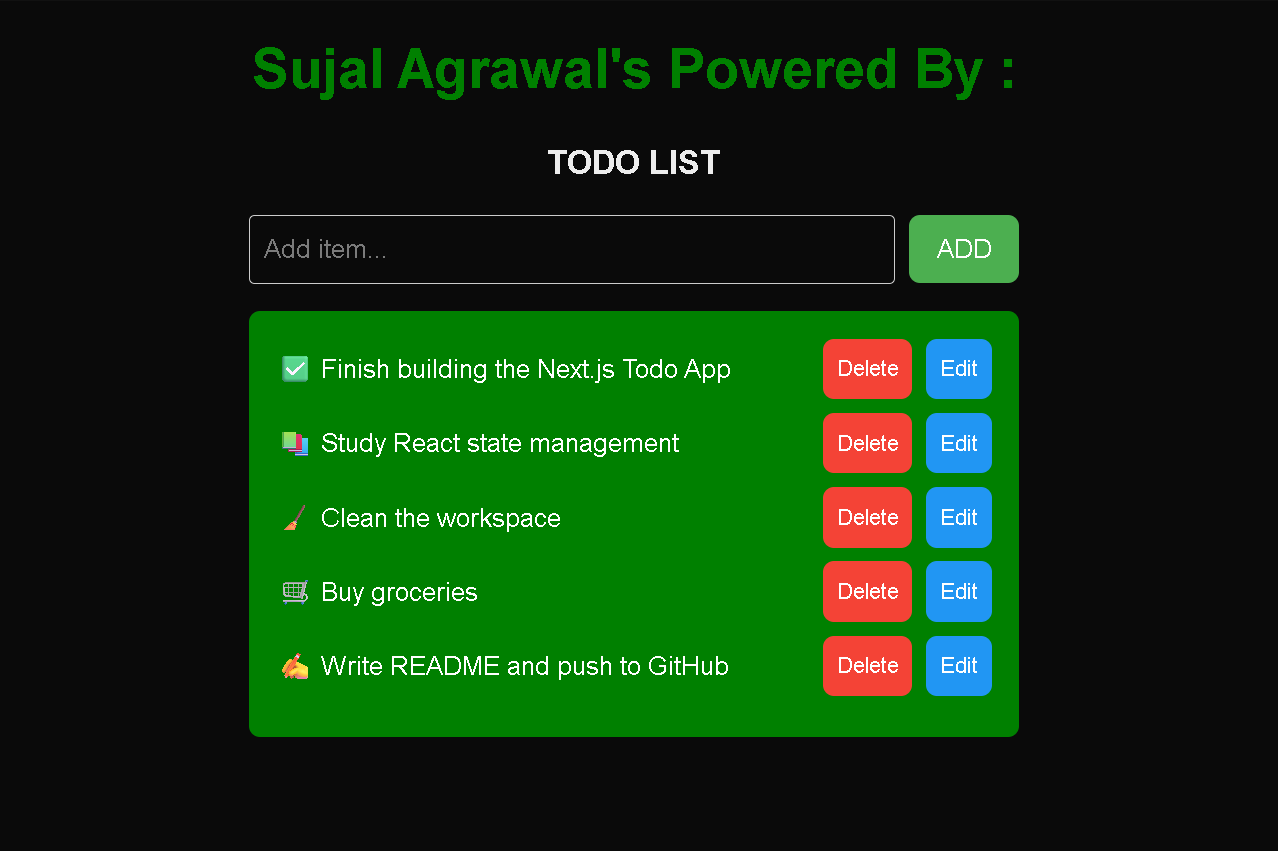 Sujal Agrawal's Powered By :
TODO LIST
Add item...
ADD
✅ Finish building the Next.js Todo App
Delete
Edit
📚 Study React state management
Delete
Edit
🧹 Clean the workspace
Delete
Edit
🛒 Buy groceries
Delete
Edit
✍️ Write README and push to GitHub
Delete
Edit